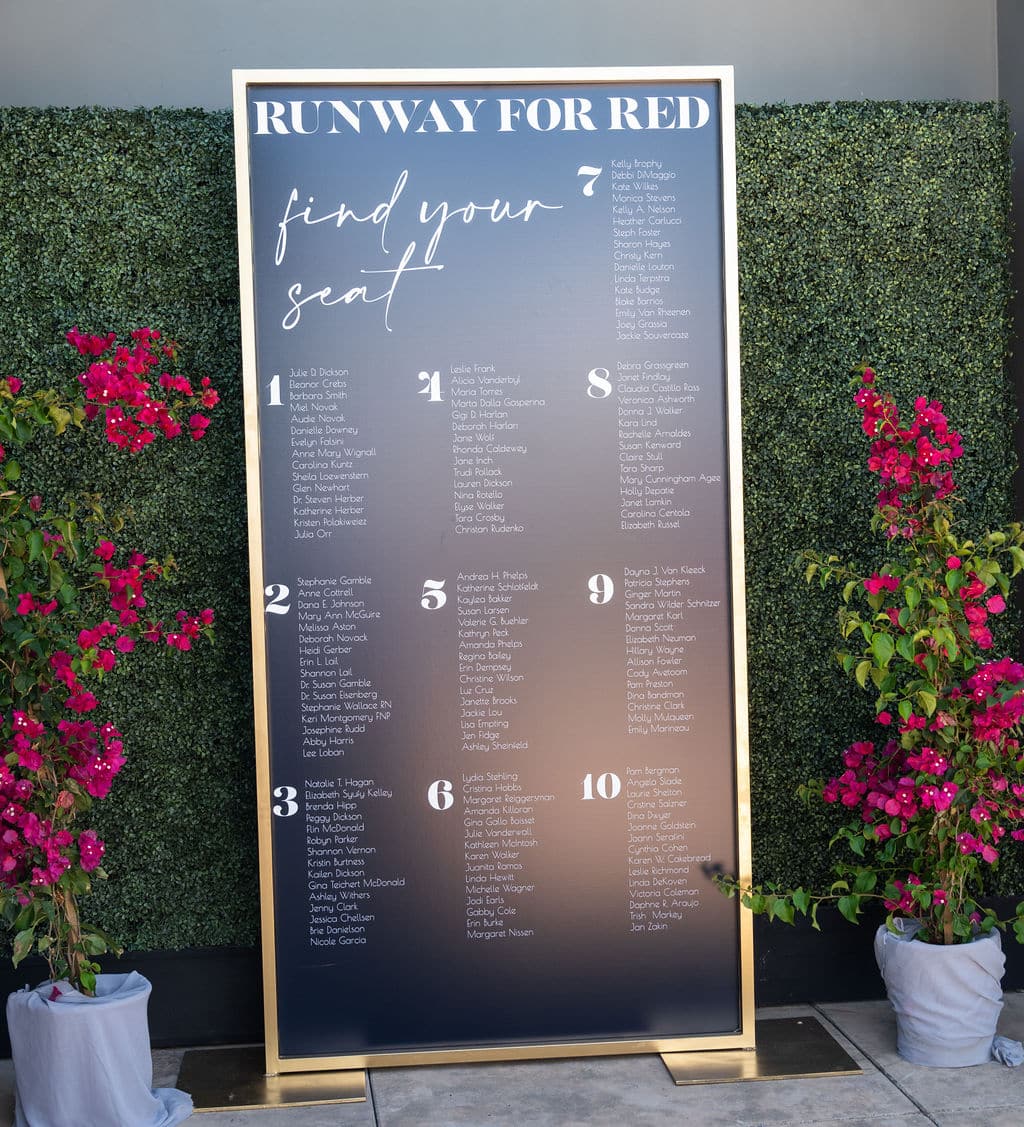 RUNWAY FOR RED
find your
seat
1
Julie D. Dickson
Eleanor Crebs
Barbara Smith
Miel Novak
Audie Novak
Danielle Downey
Evelyn Falsini
Anne Mary Wignall
Carolina Kuntz
Sheila Loewenstern
Glen Newhart
Dr. Steven Herber
Katherine Herber
Kristen Polakiweiez
Julia Orr
2
Stephanie Gamble
Anne Cottrell
Dana E. Johnson
Mary Ann McGuire
Melissa Aston
Deborah Novack
Heidi Gerber
Erin L. Lail
Shannon Lail
Dr. Susan Gamble
Dr. Susan Eisenberg
Stephanie Wallace RN
Keri Montgomery FNP
Josephine Rudd
Abby Harris
Lee Loban
3
Natalie T. Hagan
Elizabeth Syufy Kelley
Brenda Hipp
Peggy Dickson
Flin McDonald
Robyn Parker
Shannon Vernon
Kristin Burtness
Kailen Dickson
Gina Teichert McDonald
Ashley Withers
Jenny Clark
Jessica Chellsen
Brie Danielson
Nicole Garcia
4
Leslie Frank
Alicia Vanderbyl
Maria Torres
Marta Dalla Gasperina
Gigi D. Harlan
Deborah Harlan
Jane Wolf
Rhonda Caldewey
Jane Inch
Trudi Pollack
Lauren Dickson
Nina Rotello
Elyse Walker
Tara Crosby
Christan Rudenko
5
Andrea H. Phelps
Katherine Schlotfeldt
Kaylea Bakker
Susan Larsen
Valerie G. Buehler
Kathryn Peck
Amanda Phelps
Regina Bailey
Erin Dempsey
Christine Wilson
Luz Cruz
Janette Brooks
Jackie Lou
Lisa Empting
Jen Fidge
Ashley Sheinfeld
6
Lydia Stehling
Cristina Hobbs
Margaret Reiggersman
Amanda Killoran
Gina Gallo Boisset
Julie Vanderwall
Kathleen McIntosh
Karen Walker
Juanita Ramos
Linda Hewitt
Michelle Wagner
Jodi Earls
Gabby Cole
Erin Burke
Margaret Nissen
7
Kelly Brophy
Debbi DiMaggio
Kate Wilkes
Monica Stevens
Kelly A. Nelson
Heather Carlucci
Steph Foster
Sharon Hayes
Christy Kern
Danielle Louton
Linda Terpstra
Kate Budge
Blake Barrios
Emily Van Rheenen
Joey Grassia
Jackie Souvercaze
8
Debra Grassgreen
Janet Findlay
Claudia Castillo Ross
Veronica Ashworth
Donna J. Walker
Kara Lind
Rachelle Arnaldes
Susan Kenward
Claire Stull
Tara Sharp
Mary Cunningham Agee
Holly Depatie
Janet Lamkin
Carolina Centola
Elizabeth Russel
9
Dayna J. Van Kleeck
Patricia Stephens
Ginger Martin
Sandra Wilder Schnitzer
Margaret Karl
Donna Scott
Elizabeth Neuman
Hillary Wayne
Allison Fowler
Cody Avetoom
Pam Preston
Dina Bandman
Christine Clark
Molly Mulqueen
Emily Marineau
10
Pam Bergman
Angela Slade
Laurie Shelton
Cristine Salzner
Dina Dwyer
Joanne Goldstein
Joann Serafini
Cynthia Cohen
Karen W. Cakebread
Leslie Richmond
Linda DeKoven
Victoria Coleman
Daphne R. Araujo
Trish Markey
Jan Zakin